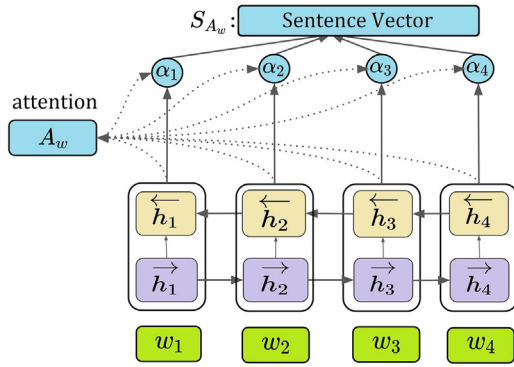 S_{A_w}: Sentence Vector
α₁ α₂ α₃ α₄
attention
A_w
←h₁ ←h₂ ←h₃ ←h₄
→h₁ →h₂ →h₃ →h₄
w₁ w₂ w₃ w₄